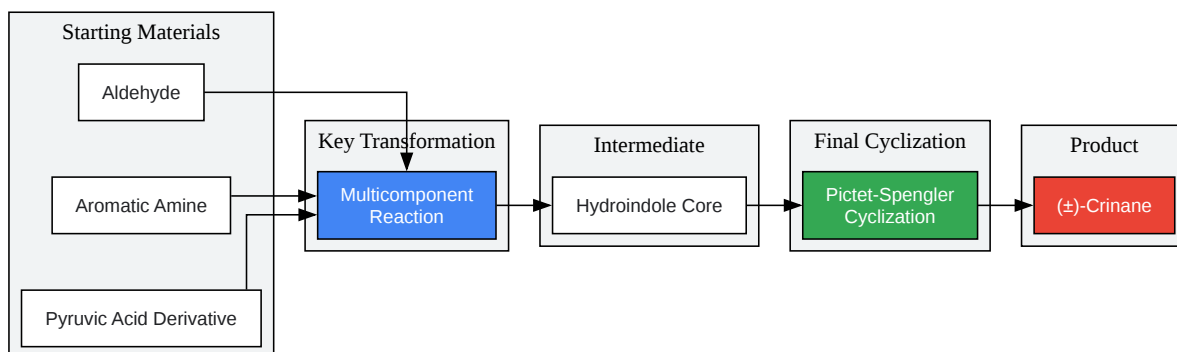 Starting Materials
Aldehyde
Aromatic Amine
Pyruvic Acid Derivative
Key Transformation
Multicomponent
Reaction
Intermediate
Hydroindole Core
Final Cyclization
Pictet-Spengler
Cyclization
Product
(±)-Crinane